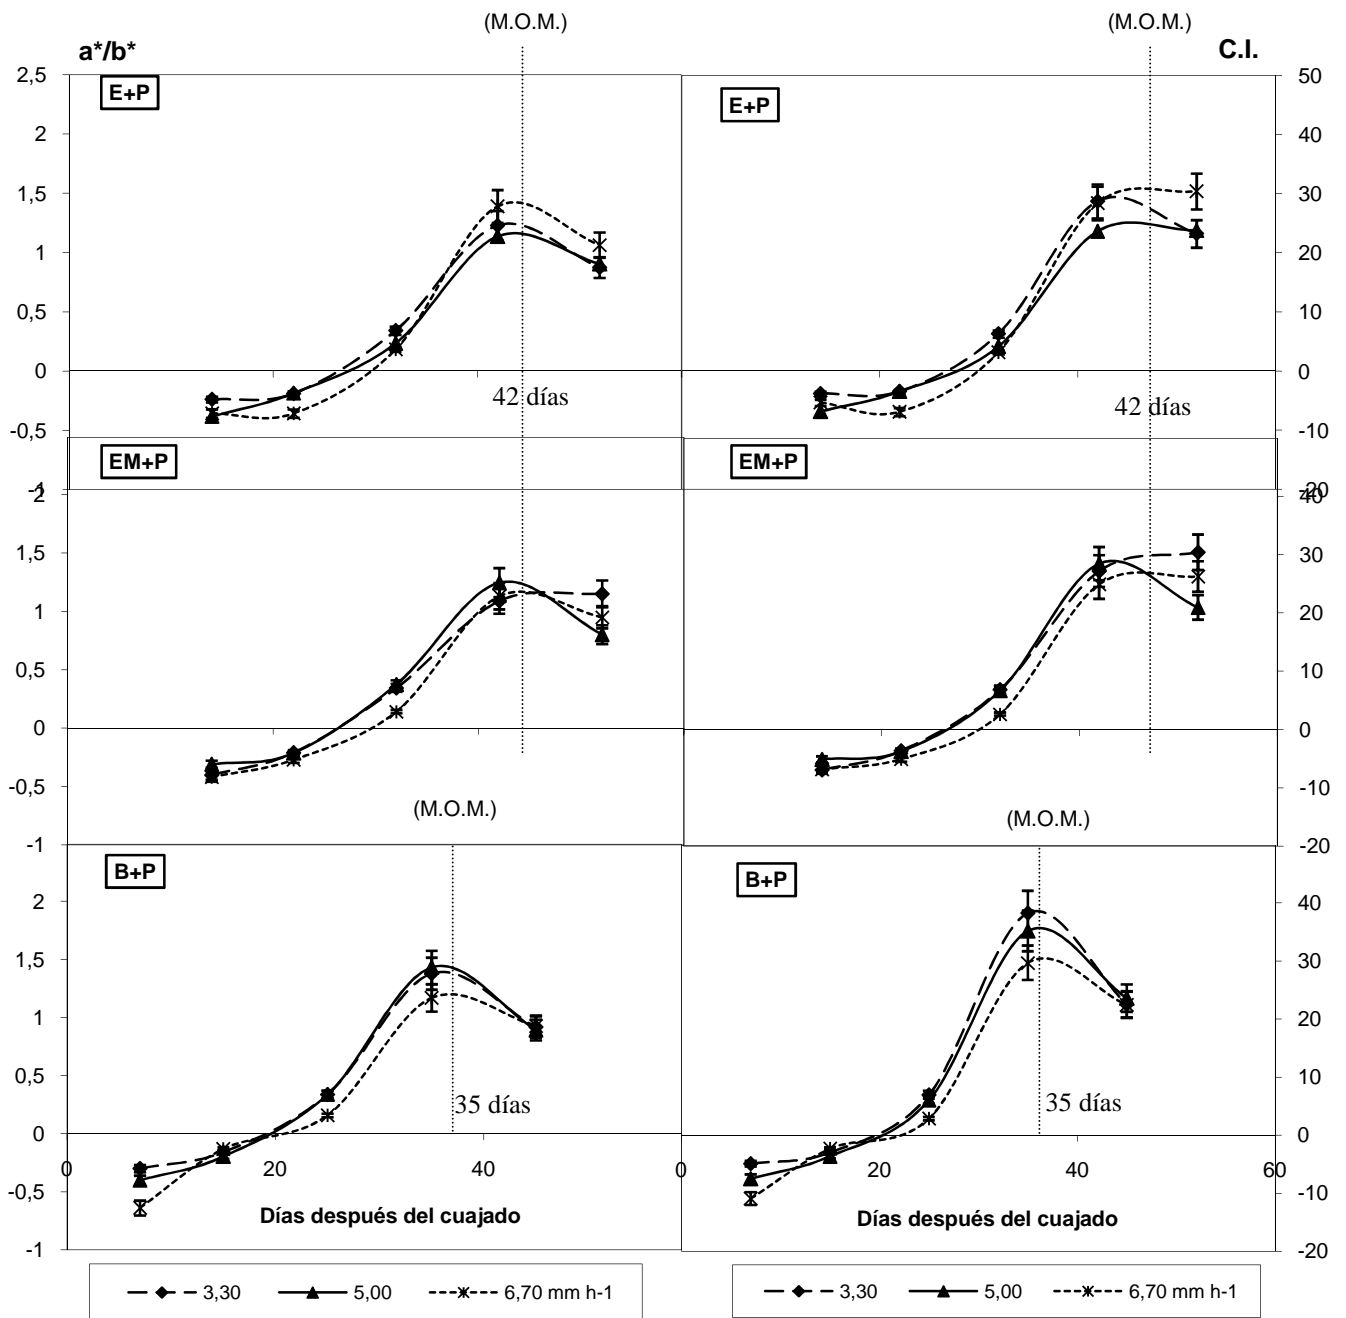 (M.O.M.)
(M.O.M.)
a*/b*
C.I.
2,5
2
1,5
1
0,5
0
-0,5
-1
E+P
42 días
E+P
42 días
50
40
30
20
10
0
-10
-20
2
1,5
1
0,5
0
-0,5
-1
EM+P
(M.O.M.)
EM+P
(M.O.M.)
40
30
20
10
0
-10
-20
2
1,5
1
0,5
0
-0,5
-1
B+P
35 días
0
20
40
Días después del cuajado
B+P
35 días
0
20
40
60
Días después del cuajado
40
30
20
10
0
-10
-20
3,30 5,00 6,70 mm h-1
3,30 5,00 6,70 mm h-1